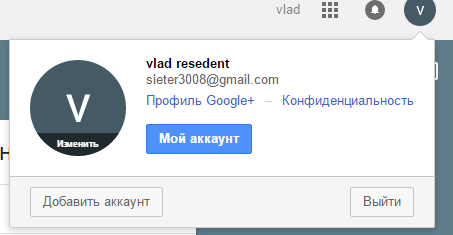 vlad
V
vlad resedent
sieter3008@gmail.com
V
Профиль Google+ – Конфиденциальность
Изменить
Мой аккаунт
Н
Добавить аккаунт
Выйти